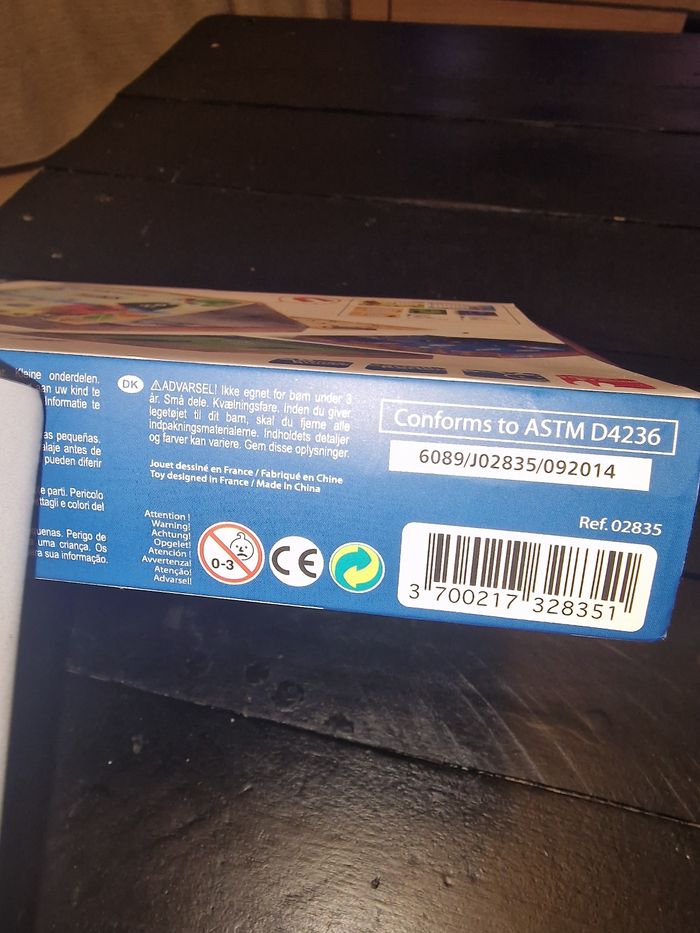 Kleine onderdelen.
an uw kind te
Informatie te
as pequeñas.
alaje antes de
pueden diferir
e parti. Pericolo
ttagli e colori del
uenas. Perigo de
uma criança. Os
ra sua informação.
DK ⚠ADVARSEL! Ikke egnet for børn under 3
år. Små dele. Kvælningsfare. Inden du giver
legetøjet til dit barn, skal du fjerne alle
indpakningsmaterialerne. Indholdets detaljer
og farver kan variere. Gem disse oplysninger.
Jouet dessiné en France / Fabriqué en Chine
Toy designed in France / Made in China
Attention !
Warning!
Achtung!
Opgelet!
Atención !
Avvertenza!
Atenção!
Advarsel!
0-3
CE
Conforms to ASTM D4236
6089/J02835/092014
Ref. 02835
3 700217 328351